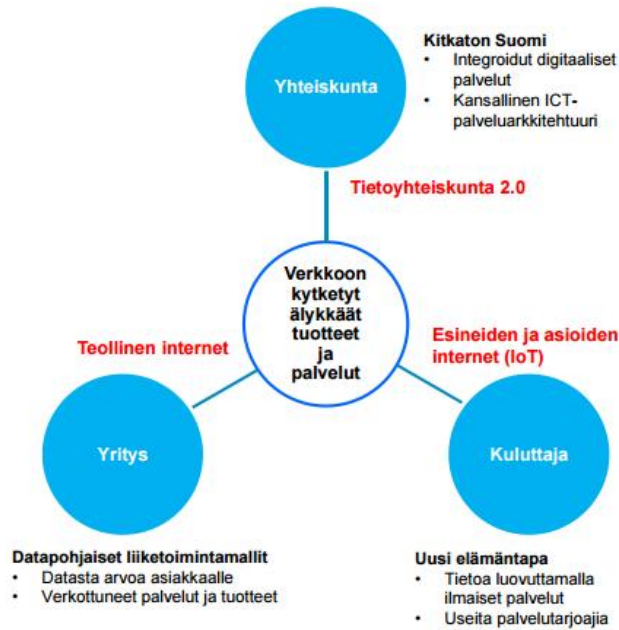 Kitkaton Suomi
• Integroidut digitaaliset
palvelut
• Kansallinen ICT-
palveluarkkitehtuuri
Yhteiskunta
Tietoyhteiskunta 2.0
Verkkoon
kytketyt
älykkäät
tuotteet
ja
palvelut
Teollinen internet
Esineiden ja asioiden
internet (IoT)
Yritys
Kuluttaja
Datapohjaiset liiketoimintamallit
• Datasta arvoa asiakkaalle
• Verkottuneet palvelut ja tuotteet
Uusi elämäntapa
• Tietoa luovuttamalla
ilmaiset palvelut
• Useita palvelutarjoajia